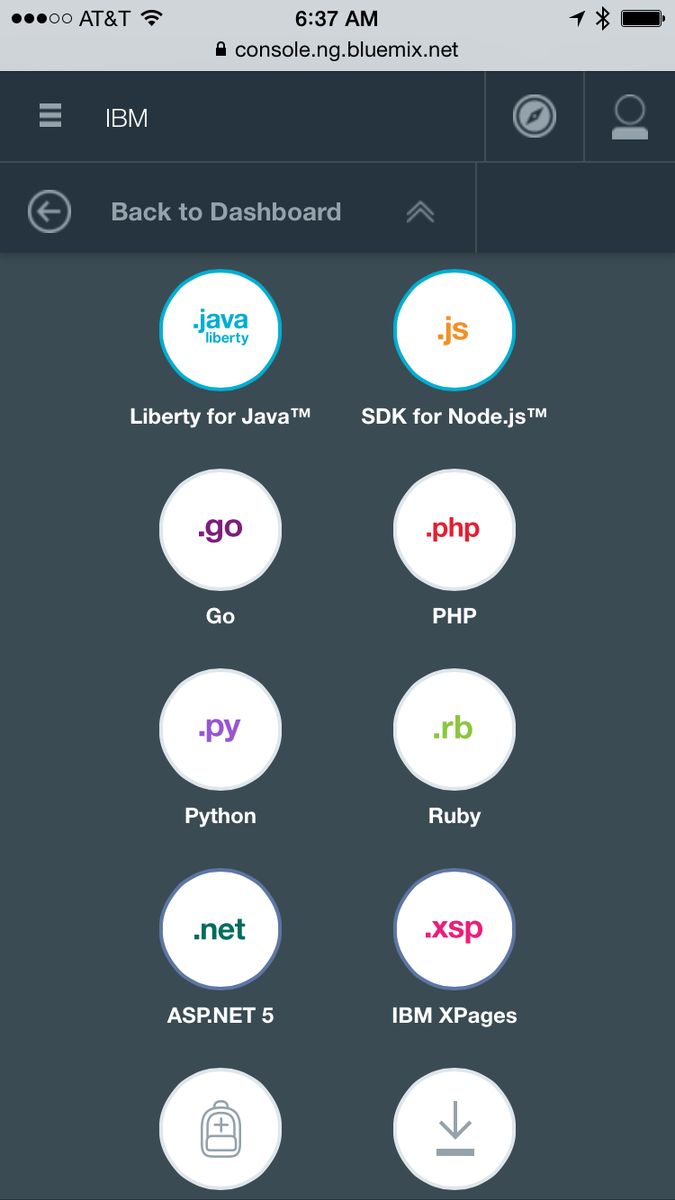 AT&T 6:37 AM
console.ng.bluemix.net
IBM
Back to Dashboard
.java
liberty
.js
Liberty for Java™
SDK for Node.js™
.go
.php
Go
PHP
.py
.rb
Python
Ruby
.net
.xsp
ASP.NET 5
IBM XPages